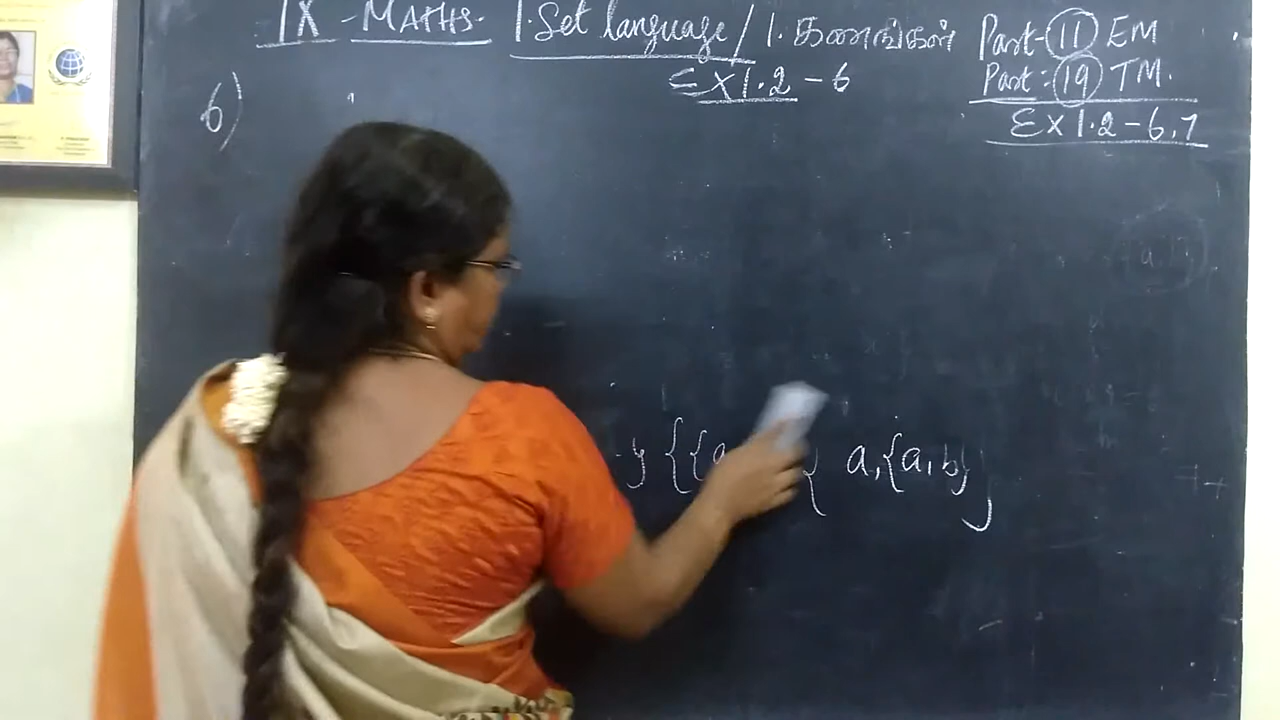 IX - MATHS. 1. Set language / 1. கணங்கள் Part-11 EM
Ex 1.2 - 6 Part: 19 TM.
Ex 1.2 - 6,7
6)
} {{a { a, {a, b}}